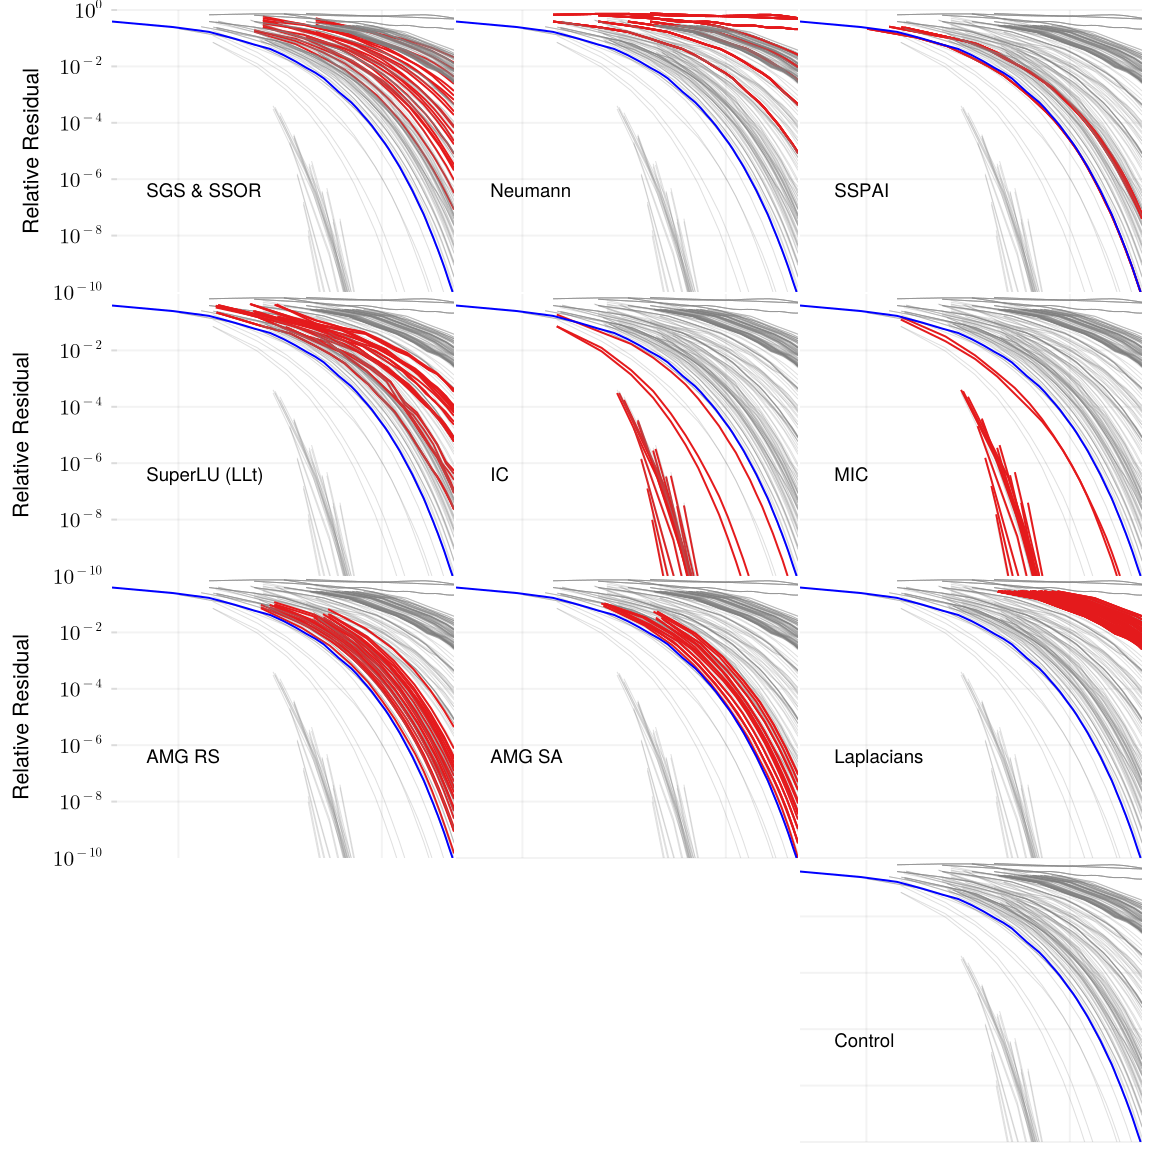 10^0
10^−2
10^−4
10^−6
10^−8
10^−10
Relative Residual
SGS & SSOR
Neumann
SSPAI
10^−2
10^−4
10^−6
10^−8
10^−10
Relative Residual
SuperLU (LLt)
IC
MIC
10^−2
10^−4
10^−6
10^−8
10^−10
Relative Residual
AMG RS
AMG SA
Laplacians
Control